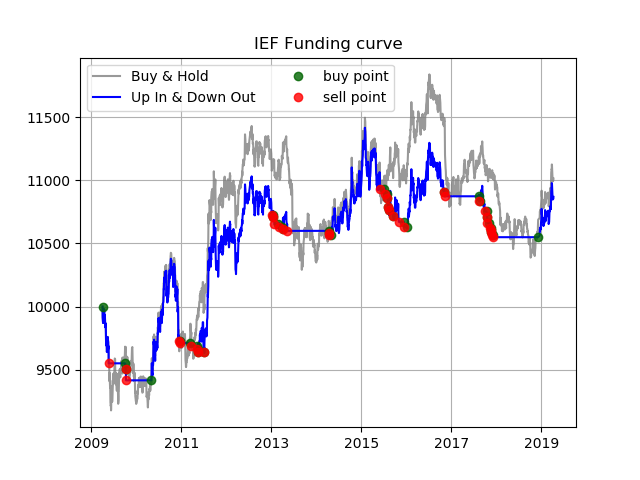 IEF Funding curve
Buy & Hold
Up In & Down Out
buy point
sell point
11500
11000
10500
10000
9500
2009 2011 2013 2015 2017 2019